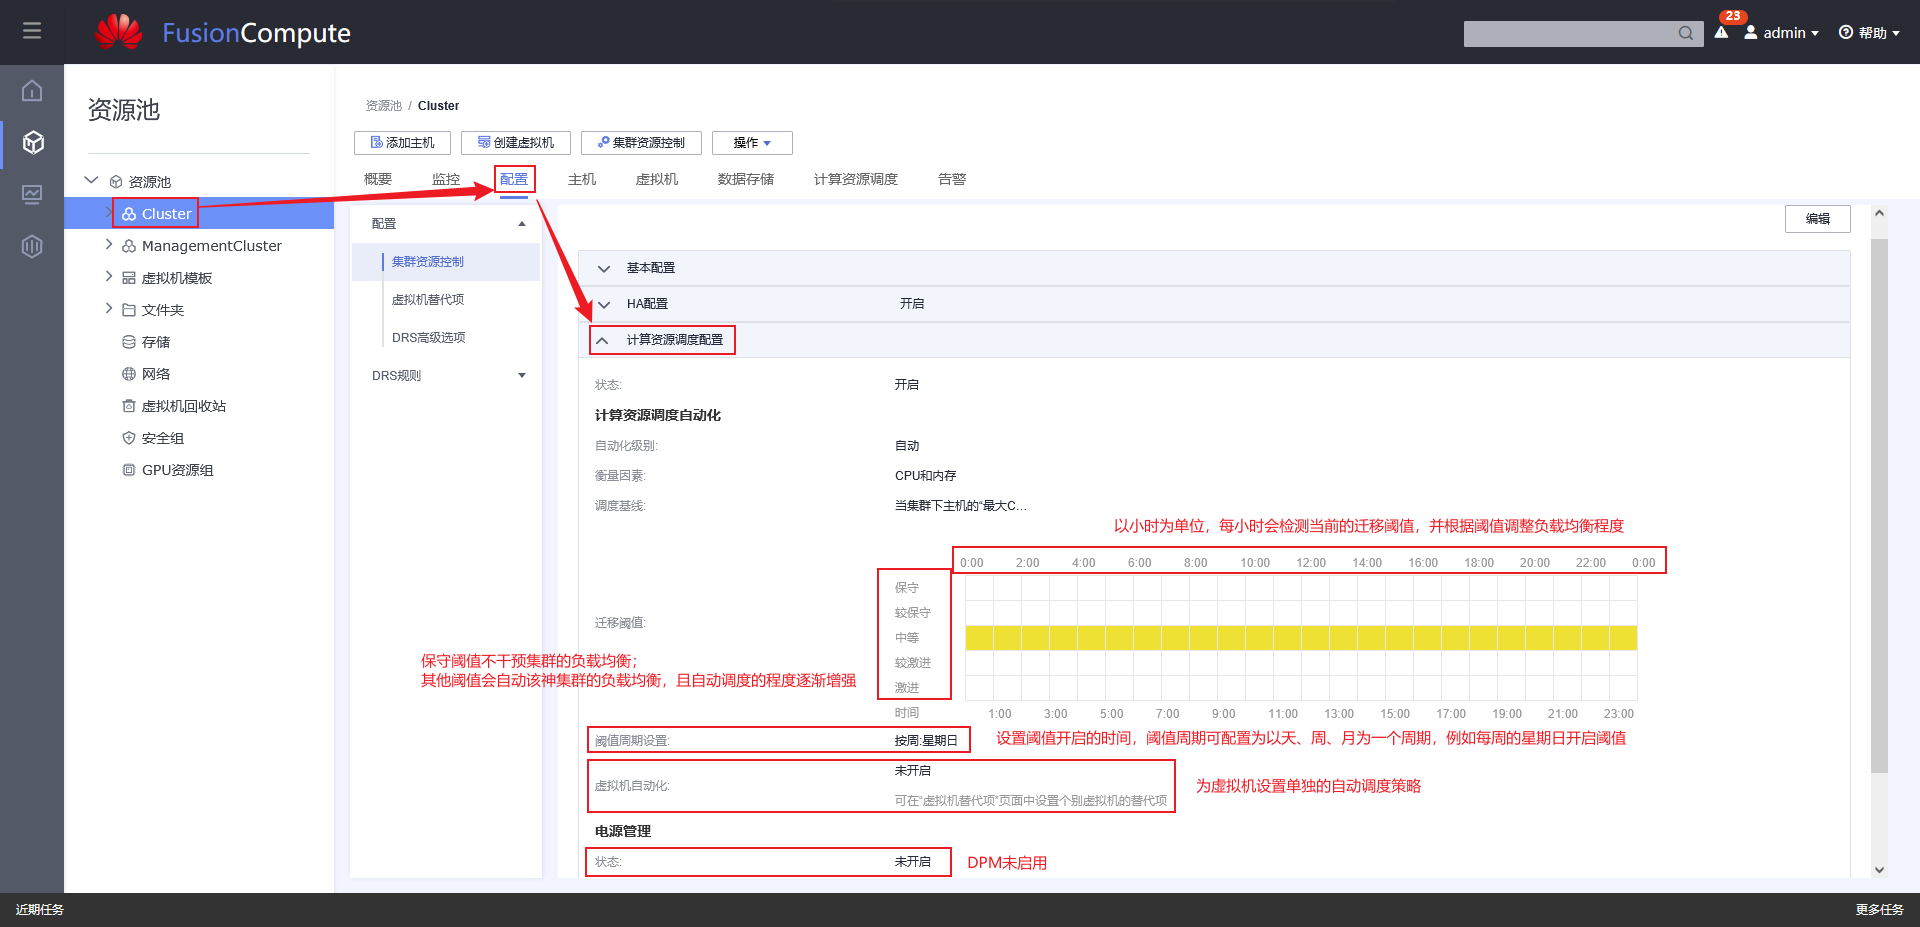 FusionCompute
23
admin
帮助
资源池
资源池 / Cluster
添加主机
创建虚拟机
集群资源控制
操作
概要
监控
配置
主机
虚拟机
数据存储
计算资源调度
告警
资源池
Cluster
ManagementCluster
虚拟机模板
文件夹
存储
网络
虚拟机回收站
安全组
GPU资源组
配置
集群资源控制
虚拟机替代项
DRS高级选项
DRS规则
编辑
基本配置
HA配置 开启
计算资源调度配置
状态: 开启
计算资源调度自动化
自动化级别: 自动
衡量因素: CPU和内存
调度基线: 当集群下主机的“最大C...
以小时为单位，每小时会检测当前的迁移阈值，并根据阈值调整负载均衡程度
0:00 2:00 4:00 6:00 8:00 10:00 12:00 14:00 16:00 18:00 20:00 22:00 0:00
迁移阈值:
保守
较保守
中等
较激进
激进
保守阈值不干预集群的负载均衡；
其他阈值会自动该神集群的负载均衡，且自动调度的程度逐渐增强
时间 1:00 3:00 5:00 7:00 9:00 11:00 13:00 15:00 17:00 19:00 21:00 23:00
阈值周期设置: 按周:星期日
设置阈值开启的时间，阈值周期可配置为以天、周、月为一个周期，例如每周的星期日开启阈值
虚拟机自动化: 未开启
可在“虚拟机替代项”页面中设置个别虚拟机的替代项
为虚拟机设置单独的自动调度策略
电源管理
状态: 未开启
DPM未启用
近期任务
更多任务